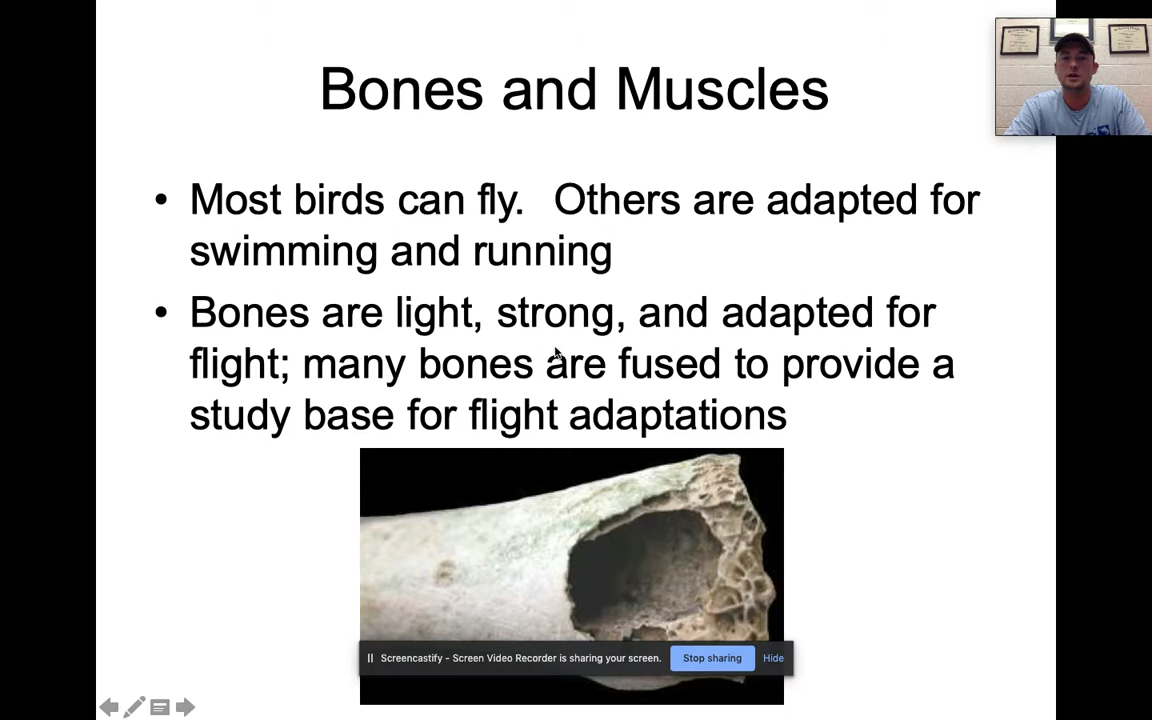 Bones and Muscles
• Most birds can fly. Others are adapted for
swimming and running
• Bones are light, strong, and adapted for
flight; many bones are fused to provide a
study base for flight adaptations
Screencastify - Screen Video Recorder is sharing your screen. Stop sharing Hide